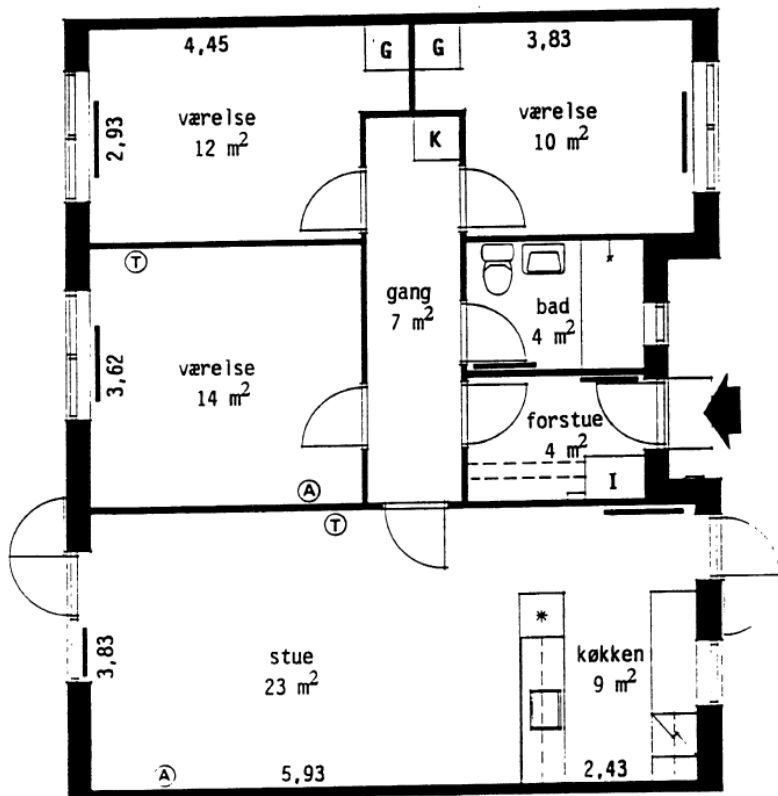 4,45
G
G
3,83
værelse
12 m²
2,93
K
værelse
10 m²
T
gang
7 m²
bad
4 m²
værelse
14 m²
3,62
forstue
4 m²
I
A
T
stue
23 m²
3,83
*
køkken
9 m²
A
5,93
2,43